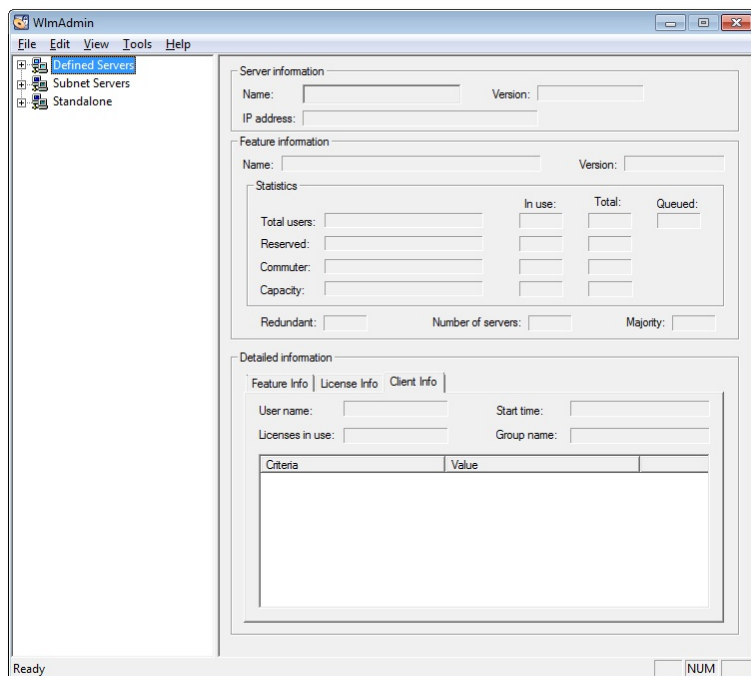 WlmAdmin
File Edit View Tools Help
Defined Servers
Subnet Servers
Standalone
Server information
Name: Version:
IP address:
Feature information
Name: Version:
Statistics
In use: Total: Queued:
Total users:
Reserved:
Commuter:
Capacity:
Redundant: Number of servers: Majority:
Detailed information
Feature Info License Info Client Info
User name: Start time:
Licenses in use: Group name:
Criteria Value
Ready NUM